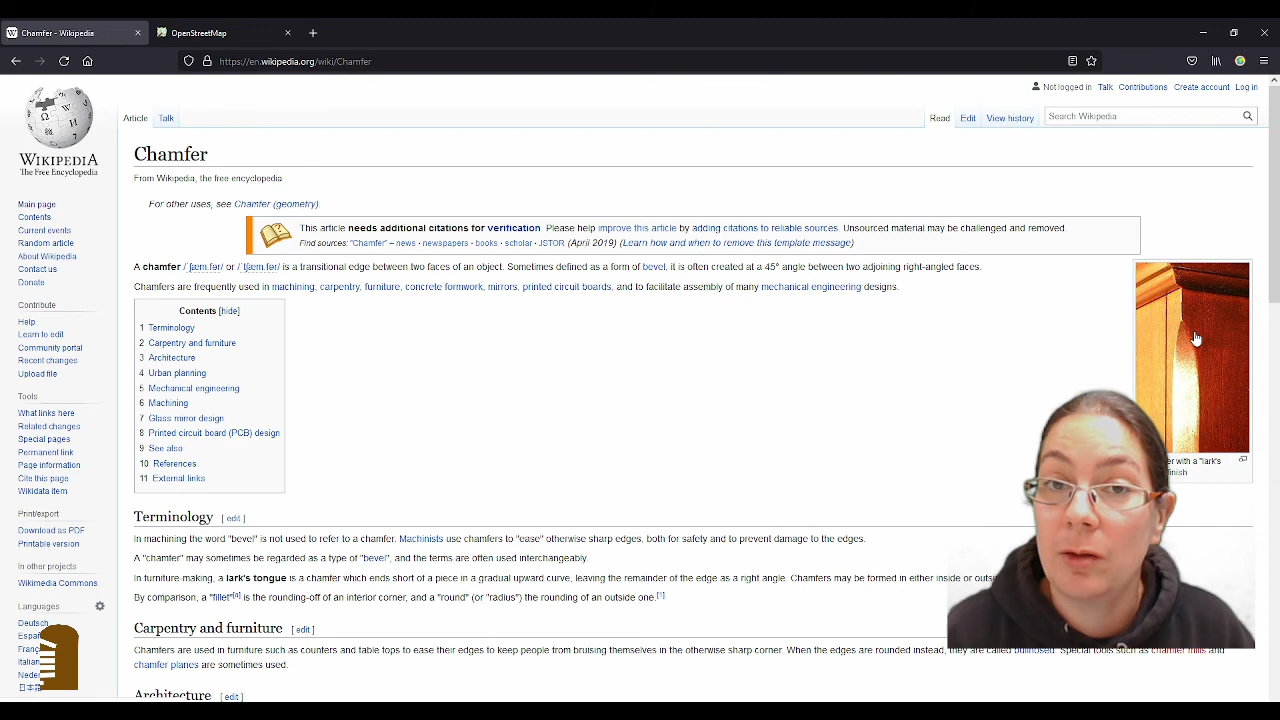 Chamfer - Wikipedia
OpenStreetMap
https://en.wikipedia.org/wiki/Chamfer
Not logged in Talk Contributions Create account Log in
Article Talk
Read Edit View history
Search Wikipedia
WIKIPEDIA
The Free Encyclopedia
Main page
Contents
Current events
Random article
About Wikipedia
Contact us
Donate
Contribute
Help
Learn to edit
Community portal
Recent changes
Upload file
Tools
What links here
Related changes
Special pages
Permanent link
Page information
Cite this page
Wikidata item
Print/export
Download as PDF
Printable version
In other projects
Wikimedia Commons
Languages
Deutsch
Españ
França
Italian
Neder
日本語
Chamfer
From Wikipedia, the free encyclopedia
For other uses, see Chamfer (geometry).
This article needs additional citations for verification. Please help improve this article by adding citations to reliable sources. Unsourced material may be challenged and removed.
Find sources: "Chamfer" – news · newspapers · books · scholar · JSTOR (April 2019) (Learn how and when to remove this template message)
A chamfer /ˈʃæm.fər/ or /ˈtʃæm.fər/ is a transitional edge between two faces of an object. Sometimes defined as a form of bevel, it is often created at a 45° angle between two adjoining right-angled faces.
Chamfers are frequently used in machining, carpentry, furniture, concrete formwork, mirrors, printed circuit boards, and to facilitate assembly of many mechanical engineering designs.
er with a "lark's
inish
Contents [hide]
1 Terminology
2 Carpentry and furniture
3 Architecture
4 Urban planning
5 Mechanical engineering
6 Machining
7 Glass mirror design
8 Printed circuit board (PCB) design
9 See also
10 References
11 External links
Terminology [ edit ]
In machining the word "bevel" is not used to refer to a chamfer. Machinists use chamfers to "ease" otherwise sharp edges, both for safety and to prevent damage to the edges.
A "chamfer" may sometimes be regarded as a type of "bevel", and the terms are often used interchangeably.
In furniture-making, a lark's tongue is a chamfer which ends short of a piece in a gradual upward curve, leaving the remainder of the edge as a right angle. Chamfers may be formed in either inside or outsi
By comparison, a "fillet"[a] is the rounding-off of an interior corner, and a "round" (or "radius") the rounding of an outside one.[1]
Carpentry and furniture [ edit ]
Chamfers are used in furniture such as counters and table tops to ease their edges to keep people from bruising themselves in the otherwise sharp corner. When the edges are rounded instead, they are called bullnosed. Special tools such as chamfer mills and
chamfer planes are sometimes used.
Architecture [ edit ]